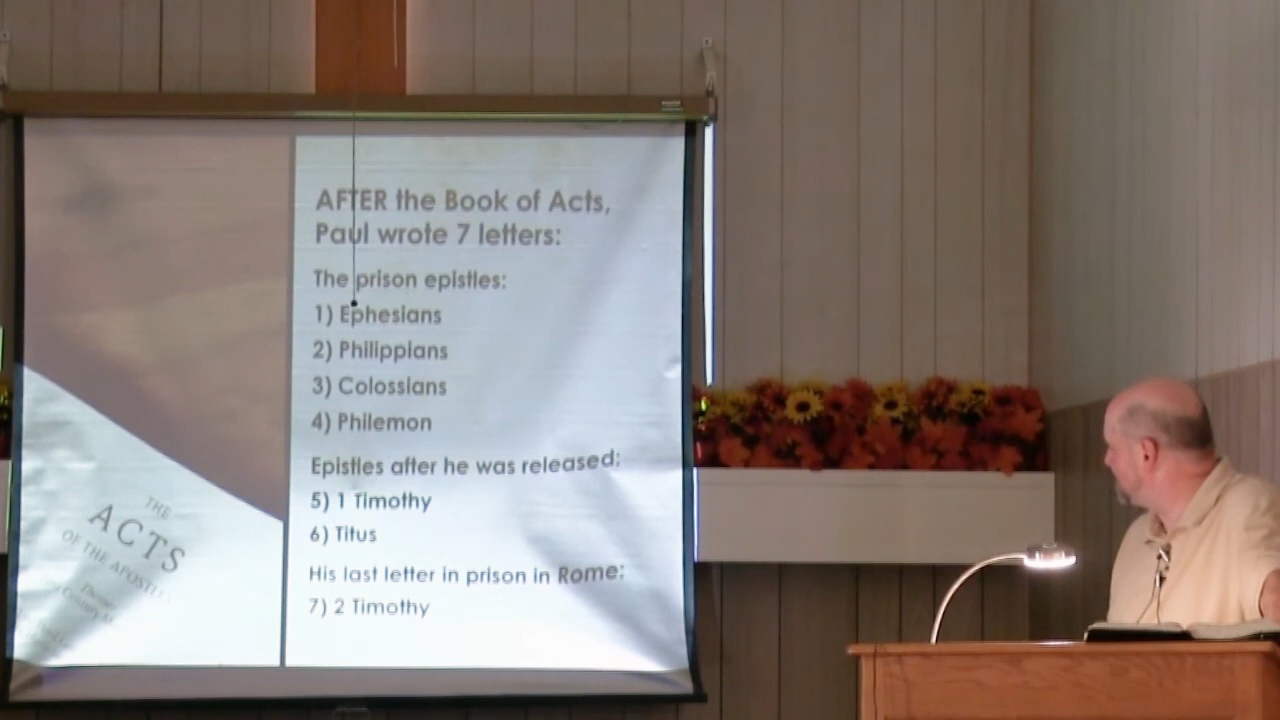 AFTER the Book of Acts,
Paul wrote 7 letters:
The prison epistles:
1) Ephesians
2) Philippians
3) Colossians
4) Philemon
Epistles after he was released:
5) 1 Timothy
6) Titus
His last letter in prison in Rome:
7) 2 Timothy
THE
ACTS
OF THE